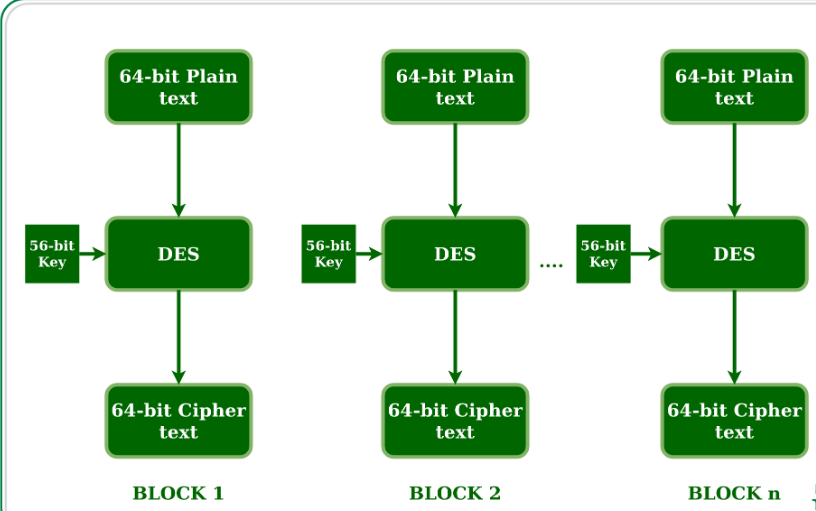 64-bit Plain
text
64-bit Plain
text
64-bit Plain
text
56-bit
Key
DES
56-bit
Key
DES
....
56-bit
Key
DES
64-bit Cipher
text
64-bit Cipher
text
64-bit Cipher
text
BLOCK 1
BLOCK 2
BLOCK n